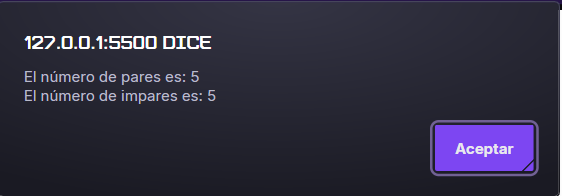 127.0.0.1:5500 DICE
El número de pares es: 5
El número de impares es: 5
Aceptar